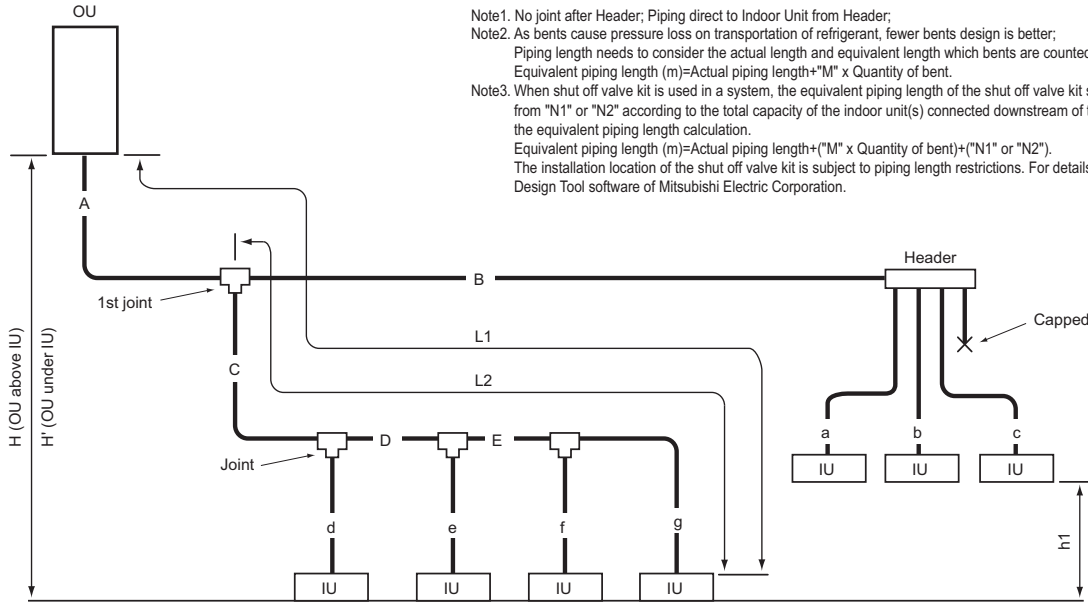 OU
Note1. No joint after Header; Piping direct to Indoor Unit from Header;
Note2. As bents cause pressure loss on transportation of refrigerant, fewer bents design is better;
Piping length needs to consider the actual length and equivalent length which bents are counted
Equivalent piping length (m)=Actual piping length+"M" x Quantity of bent.
Note3. When shut off valve kit is used in a system, the equivalent piping length of the shut off valve kit
from "N1" or "N2" according to the total capacity of the indoor unit(s) connected downstream of
the equivalent piping length calculation.
Equivalent piping length (m)=Actual piping length+("M" x Quantity of bent)+("N1" or "N2").
The installation location of the shut off valve kit is subject to piping length restrictions. For details
Design Tool software of Mitsubishi Electric Corporation.
A
Header
B
1st joint
Capped
L1
C
L2
H (OU above IU)
H' (OU under IU)
a
b
c
D
E
Joint
IU
IU
IU
d
e
f
g
h1
IU
IU
IU
IU